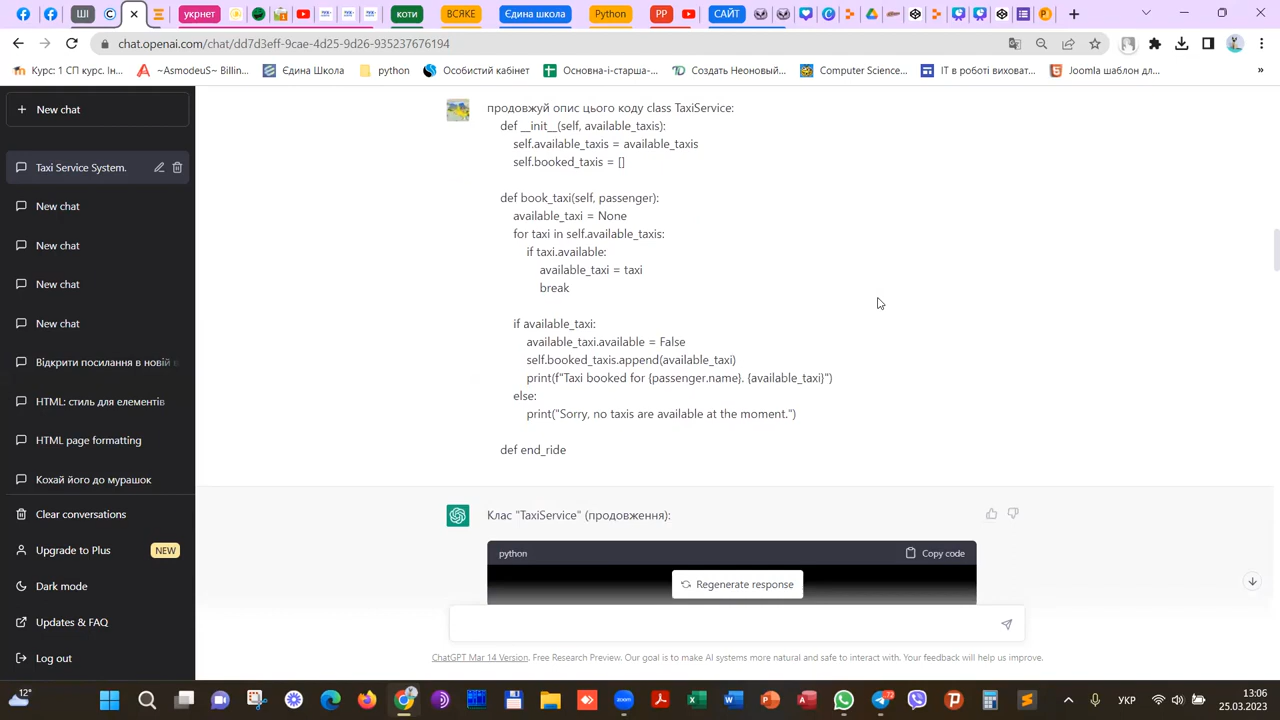 ШІ
укрнет
коти
ВСЯКЕ
Єдина школа
Python
PP
САЙТ
chat.openai.com/chat/dd7d3eff-9cae-4d25-9d26-935237676194
Курс: 1 СП курс. Ін...
~AsmodeuS~ Billin...
Єдина Школа
python
Особистий кабінет
Основна-і-старша-...
Создать Неоновый...
Computer Science...
ІТ в роботі виховат...
Joomla шаблон для...
New chat
Taxi Service System.
New chat
New chat
New chat
New chat
Відкрити посилання в новій в
HTML: стиль для елементів
HTML page formatting
Кохай його до мурашок
Clear conversations
Upgrade to Plus
NEW
Dark mode
Updates & FAQ
Log out
продовжуй опис цього коду class TaxiService:
def __init__(self, available_taxis):
self.available_taxis = available_taxis
self.booked_taxis = []
def book_taxi(self, passenger):
available_taxi = None
for taxi in self.available_taxis:
if taxi.available:
available_taxi = taxi
break
if available_taxi:
available_taxi.available = False
self.booked_taxis.append(available_taxi)
print(f"Taxi booked for {passenger.name}. {available_taxi}")
else:
print("Sorry, no taxis are available at the moment.")
def end_ride
Клас "TaxiService" (продовження):
python
Copy code
Regenerate response
ChatGPT Mar 14 Version. Free Research Preview. Our goal is to make AI systems more natural and safe to interact with. Your feedback will help us improve.
12°
73
УКР
13:06
25.03.2023